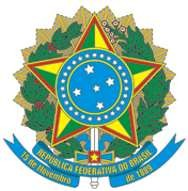 REPÚBLICA FEDERATIVA DO BRASIL
15 de Novembro
de 1889